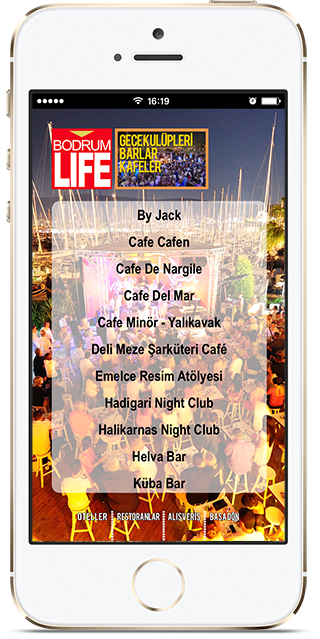 16:19
BODRUM
LIFE
GECEKULÜPLERİ
BARLAR
KAFELER
By Jack
Cafe Cafen
Cafe De Nargile
Cafe Del Mar
Cafe Minör - Yalıkavak
Deli Meze Şarküteri Café
Emelce Resim Atölyesi
Hadigari Night Club
Halikarnas Night Club
Helva Bar
Küba Bar
OTELLER RESTORANLAR ALIŞVERİŞ BAŞA DÖN